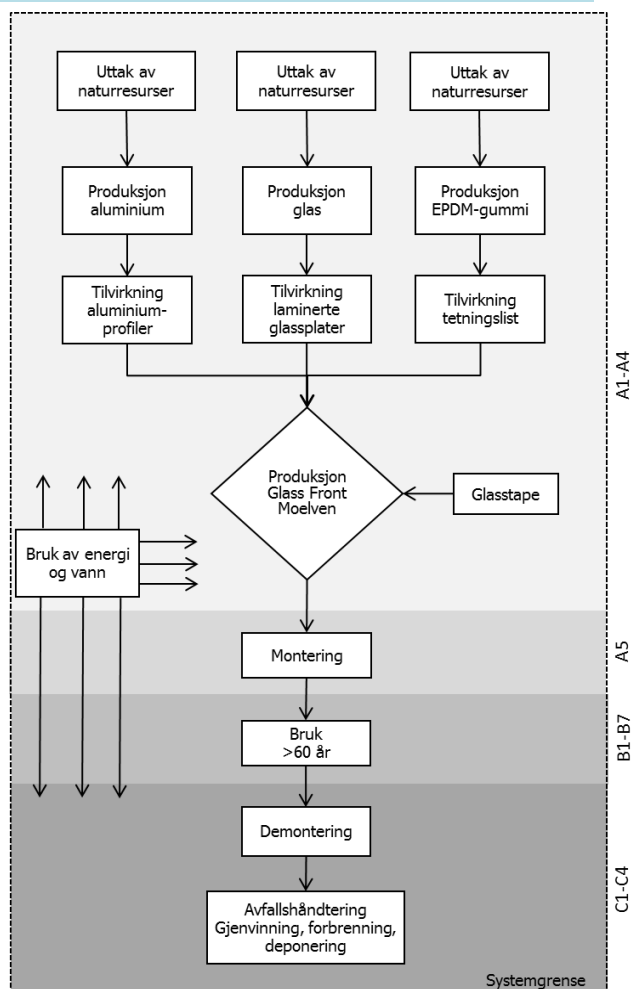 Uttak av
naturresurser
Uttak av
naturresurser
Uttak av
naturresurser
Produksjon
aluminium
Produksjon
glas
Produksjon
EPDM-gummi
Tilvirkning
aluminium-
profiler
Tilvirkning
laminerte
glassplater
Tilvirkning
tetningslist
A1-A4
Produksjon
Glass Front
Moelven
Glasstape
Bruk av energi
og vann
Montering
A5
Bruk
>60 år
B1-B7
Demontering
Avfallshåndtering
Gjenvinning, forbrenning,
deponering
C1-C4
Systemgrense